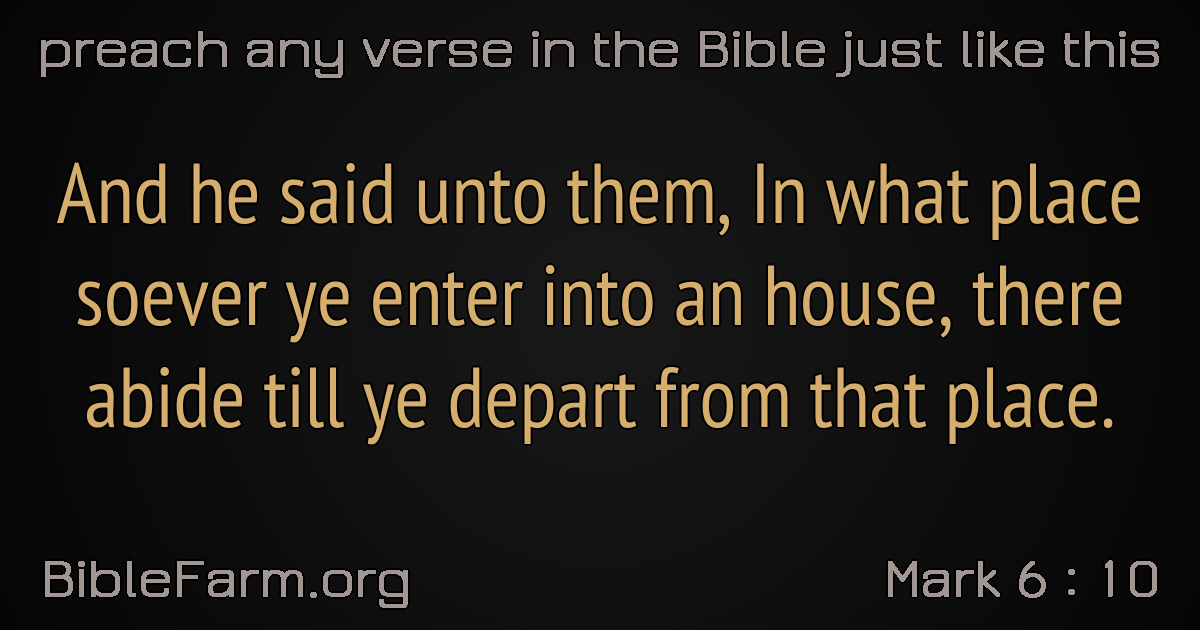 preach any verse in the Bible just like this
And he said unto them, In what place
soever ye enter into an house, there
abide till ye depart from that place.
BibleFarm.org
Mark 6 : 10